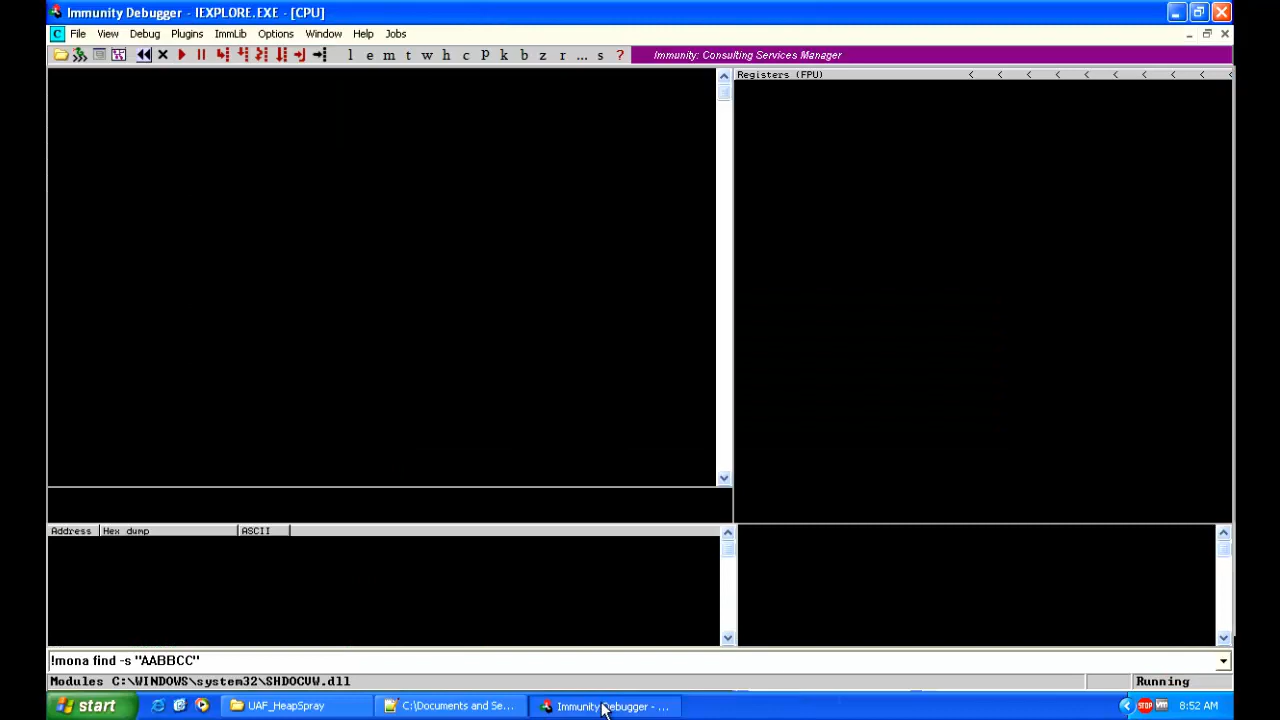 Immunity Debugger - IEXPLORE.EXE - [CPU]
C File View Debug Plugins ImmLib Options Window Help Jobs
l e m t w h c P k b z r ... s ? Immunity: Consulting Services Manager
Registers (FPU) < < < < < < < < < <
Address Hex dump ASCII
!mona find -s "AABBCC"
Modules C:\WINDOWS\system32\SHDOCVW.dll Running
start UAF_HeapSpray C:\Documents and Se... Immunity Debugger - ... STOP 8:52 AM